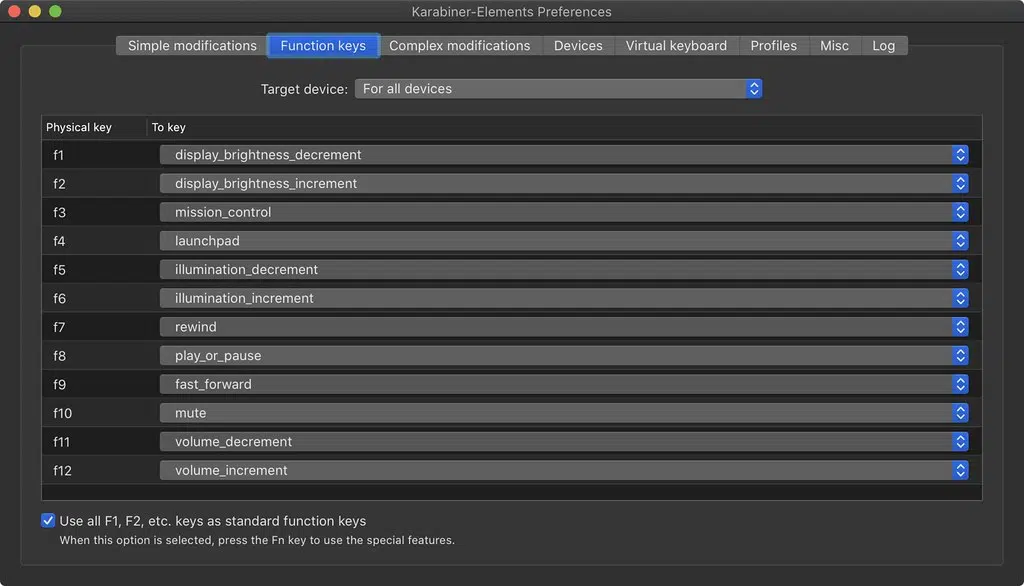 Karabiner-Elements Preferences
Simple modifications Function keys Complex modifications Devices Virtual keyboard Profiles Misc Log
Target device: For all devices
Physical key To key
f1 display_brightness_decrement
f2 display_brightness_increment
f3 mission_control
f4 launchpad
f5 illumination_decrement
f6 illumination_increment
f7 rewind
f8 play_or_pause
f9 fast_forward
f10 mute
f11 volume_decrement
f12 volume_increment
Use all F1, F2, etc. keys as standard function keys
When this option is selected, press the Fn key to use the special features.